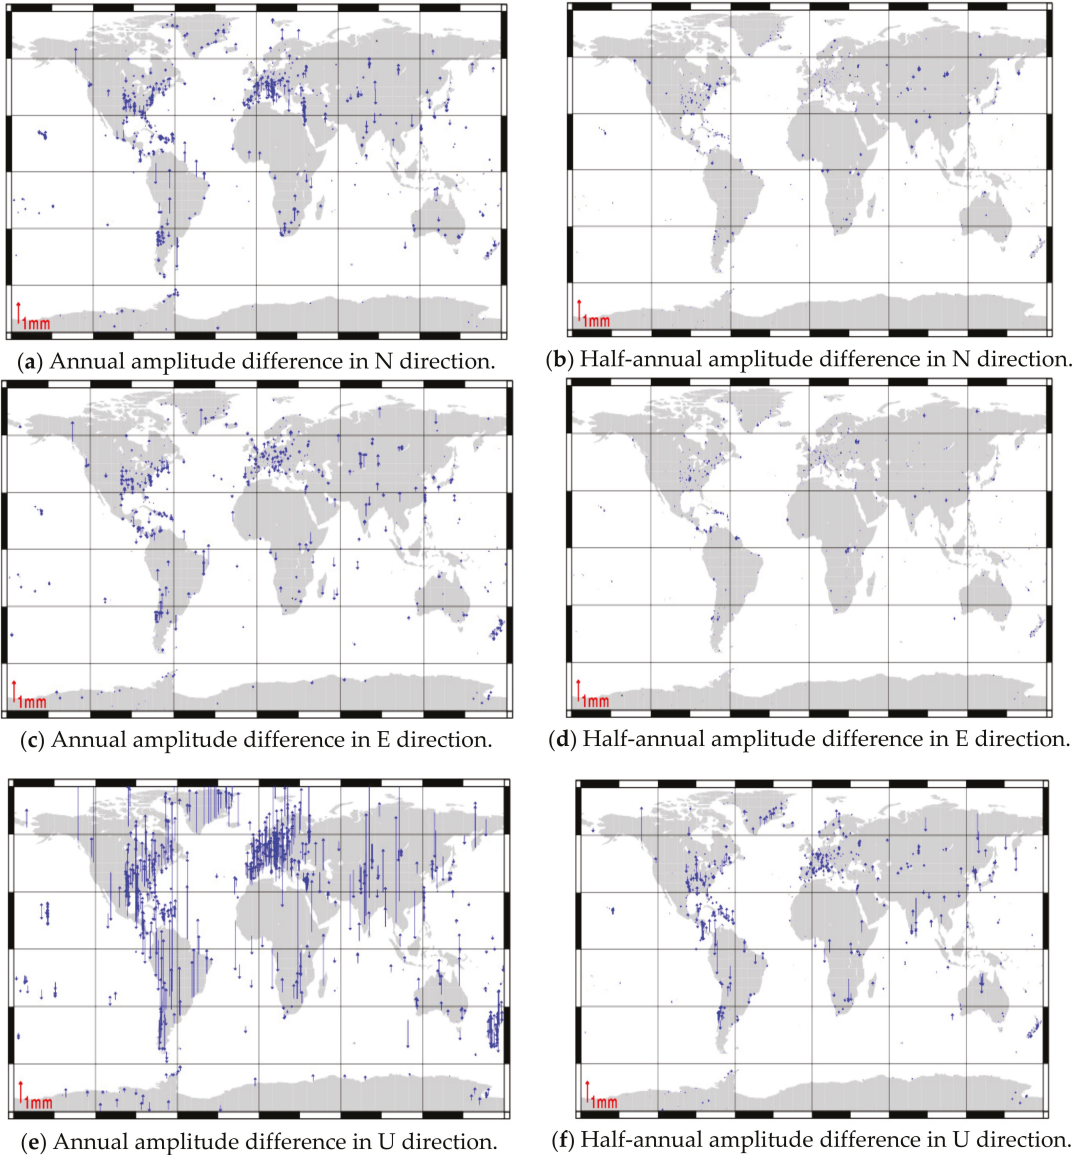 1mm
1mm
(a) Annual amplitude difference in N direction.
(b) Half-annual amplitude difference in N direction.
1mm
1mm
(c) Annual amplitude difference in E direction.
(d) Half-annual amplitude difference in E direction.
1mm
1mm
(e) Annual amplitude difference in U direction.
(f) Half-annual amplitude difference in U direction.